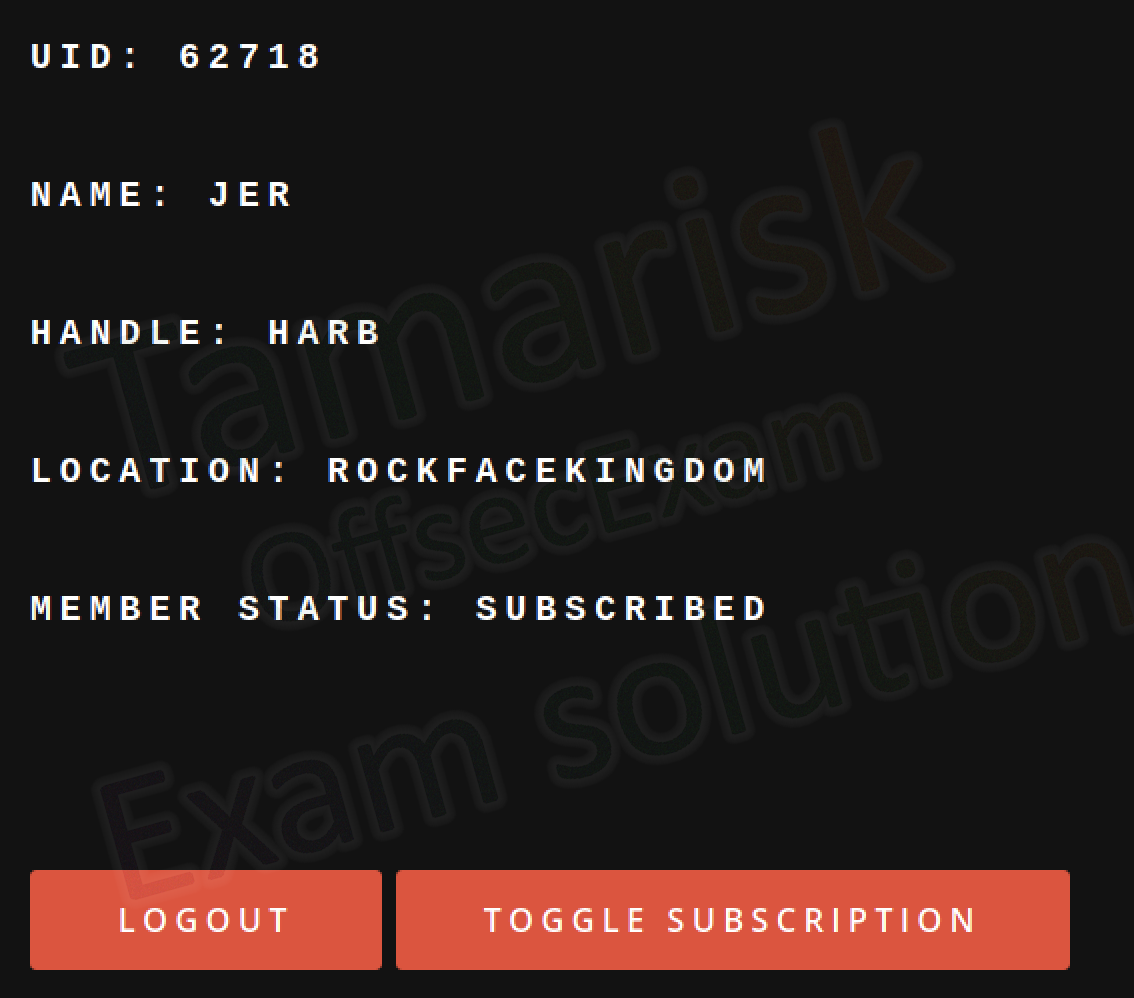 UID: 62718
NAME: JER
HANDLE: HARB
LOCATION: ROCKFACEKINGDOM
MEMBER STATUS: SUBSCRIBED
Tamarisk
OffsecExam
Exam solution
LOGOUT
TOGGLE SUBSCRIPTION